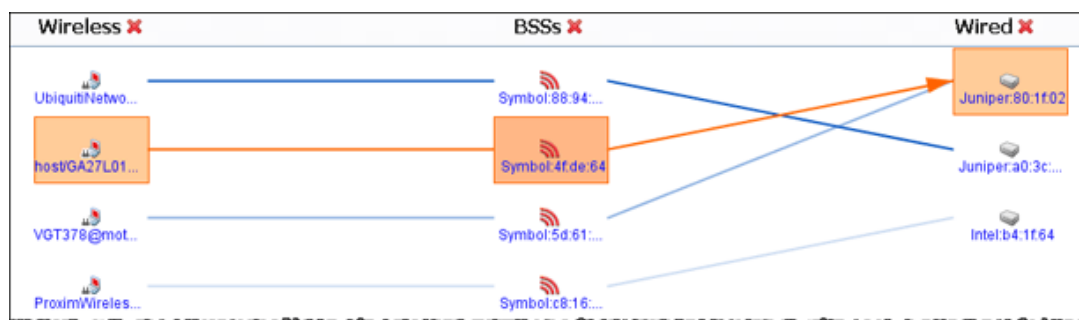 Wireless BSSs Wired
UbiquitiNetwo... Symbol:88:94:... Juniper:80:1f:02
host/GA27L01... Symbol:4f:de:64 Juniper:a0:3c:...
VGT378@mot... Symbol:5d:61:... Intel:b4:1f:64
ProximWireles... Symbol:c8:16:...